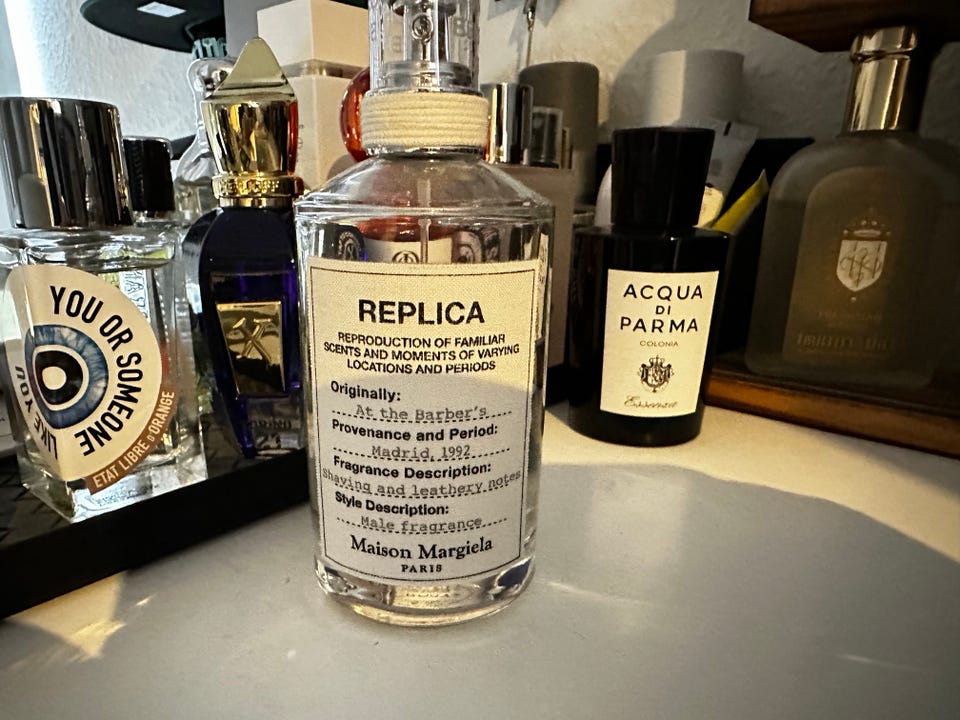 YOU OR SOMEONE
LIKE YOU
ETAT LIBRE d'ORANGE
REPLICA
REPRODUCTION OF FAMILIAR
SCENTS AND MOMENTS OF VARYING
LOCATIONS AND PERIODS
Originally:
At the Barber's
Provenance and Period:
Madrid, 1992
Fragrance Description:
Shaving and leathery notes
Style Description:
Male fragrance
Maison Margiela
PARIS
ACQUA
DI
PARMA
COLONIA
Essenza